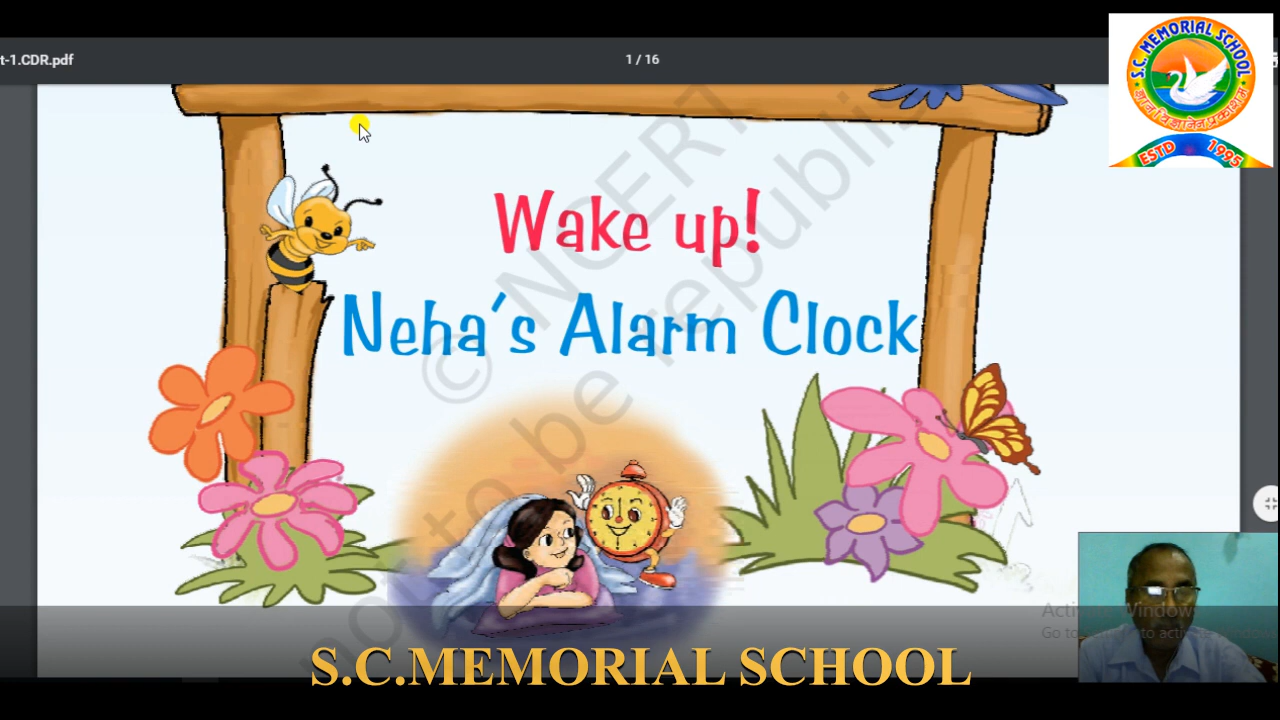 t-1.CDR.pdf
1 / 16
S.C. MEMORIAL SCHOOL
ESTD
1995
© NCERT
not to be republis
Wake up!
Neha's Alarm Clock
S.C.MEMORIAL SCHOOL